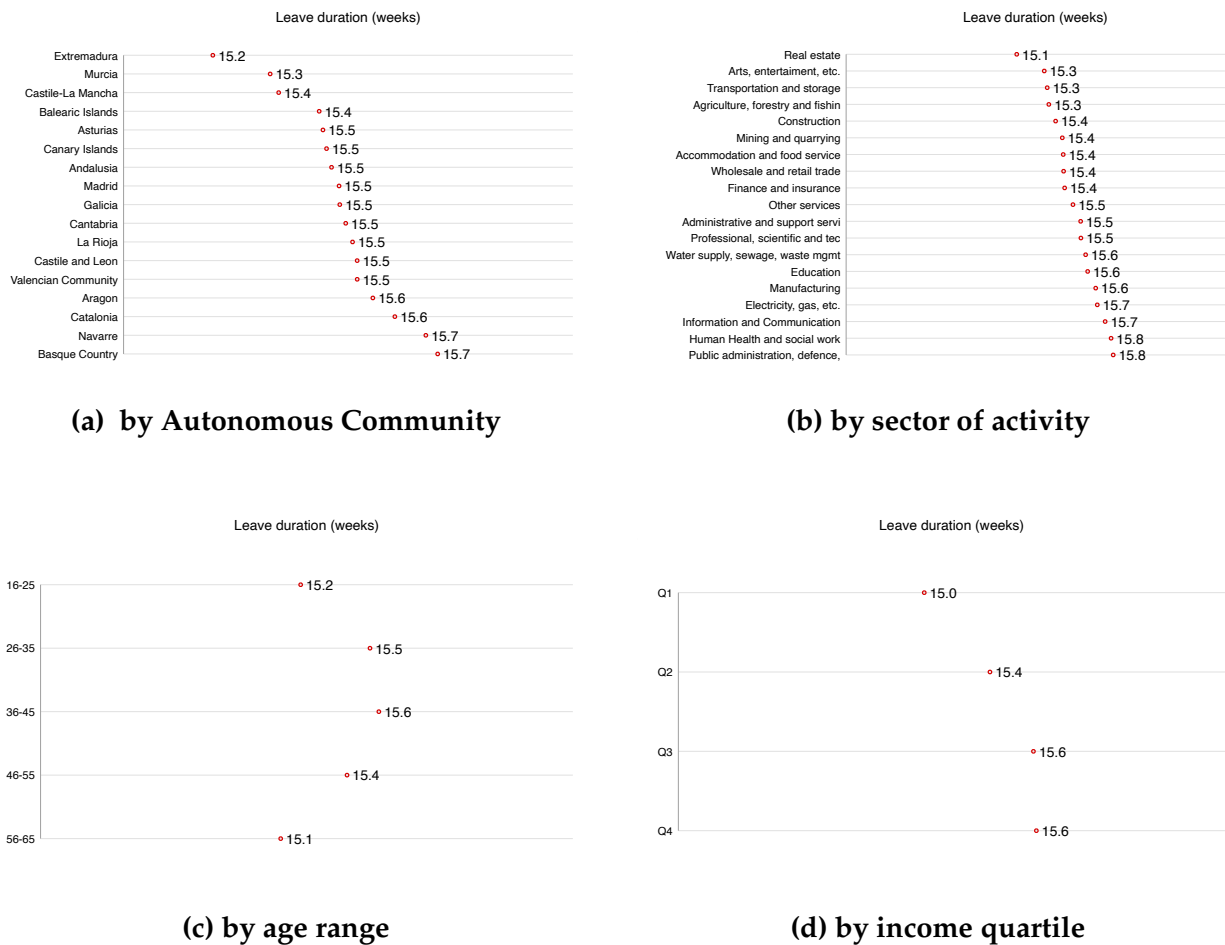 Leave duration (weeks)
Extremadura 15.2
Murcia 15.3
Castile-La Mancha 15.4
Balearic Islands 15.4
Asturias 15.5
Canary Islands 15.5
Andalusia 15.5
Madrid 15.5
Galicia 15.5
Cantabria 15.5
La Rioja 15.5
Castile and Leon 15.5
Valencian Community 15.5
Aragon 15.6
Catalonia 15.6
Navarre 15.7
Basque Country 15.7
(a) by Autonomous Community
Leave duration (weeks)
Real estate 15.1
Arts, entertaiment, etc. 15.3
Transportation and storage 15.3
Agriculture, forestry and fishin 15.3
Construction 15.4
Mining and quarrying 15.4
Accommodation and food service 15.4
Wholesale and retail trade 15.4
Finance and insurance 15.4
Other services 15.5
Administrative and support servi 15.5
Professional, scientific and tec 15.5
Water supply, sewage, waste mgmt 15.6
Education 15.6
Manufacturing 15.6
Electricity, gas, etc. 15.7
Information and Communication 15.7
Human Health and social work 15.8
Public administration, defence, 15.8
(b) by sector of activity
Leave duration (weeks)
16-25 15.2
26-35 15.5
36-45 15.6
46-55 15.4
56-65 15.1
(c) by age range
Leave duration (weeks)
Q1 15.0
Q2 15.4
Q3 15.6
Q4 15.6
(d) by income quartile